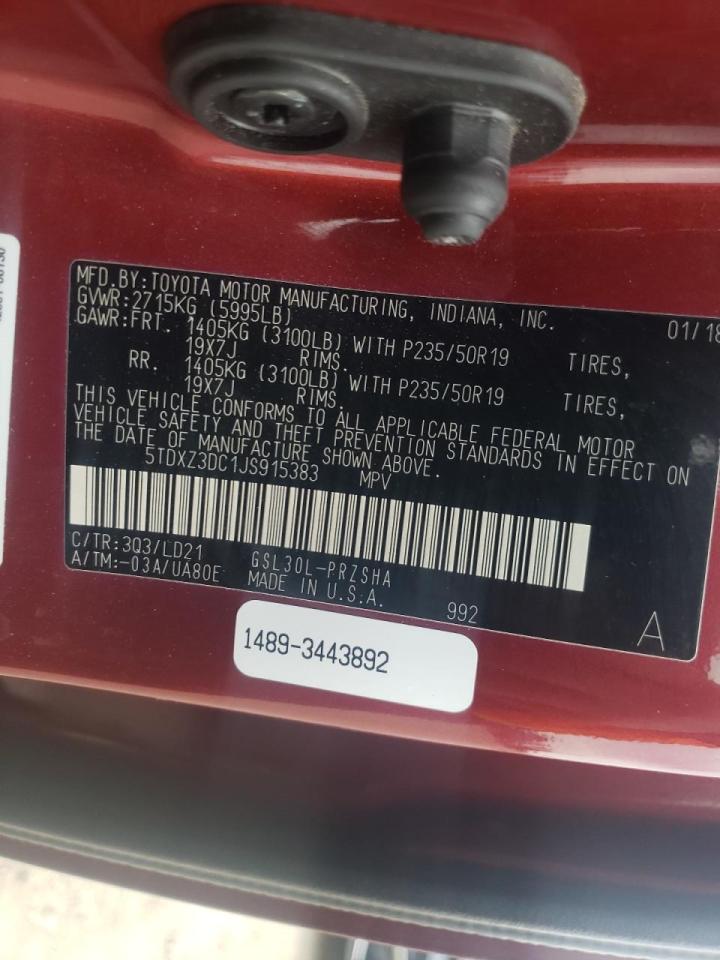 MFD.BY:TOYOTA MOTOR MANUFACTURING, INDIANA, INC. 01/18
GVWR:2715KG (5995LB)
GAWR:FRT. 1405KG (3100LB) WITH P235/50R19 TIRES,
19X7J RIMS.
RR. 1405KG (3100LB) WITH P235/50R19 TIRES,
19X7J RIMS.
THIS VEHICLE CONFORMS TO ALL APPLICABLE FEDERAL MOTOR
VEHICLE SAFETY AND THEFT PREVENTION STANDARDS IN EFFECT ON
THE DATE OF MANUFACTURE SHOWN ABOVE.
5TDXZ3DC1JS915383 MPV
C/TR:3Q3/LD21 GSL30L-PRZSHA
A/TM:-03A/UA80E MADE IN U.S.A. 992
A
1489-3443892